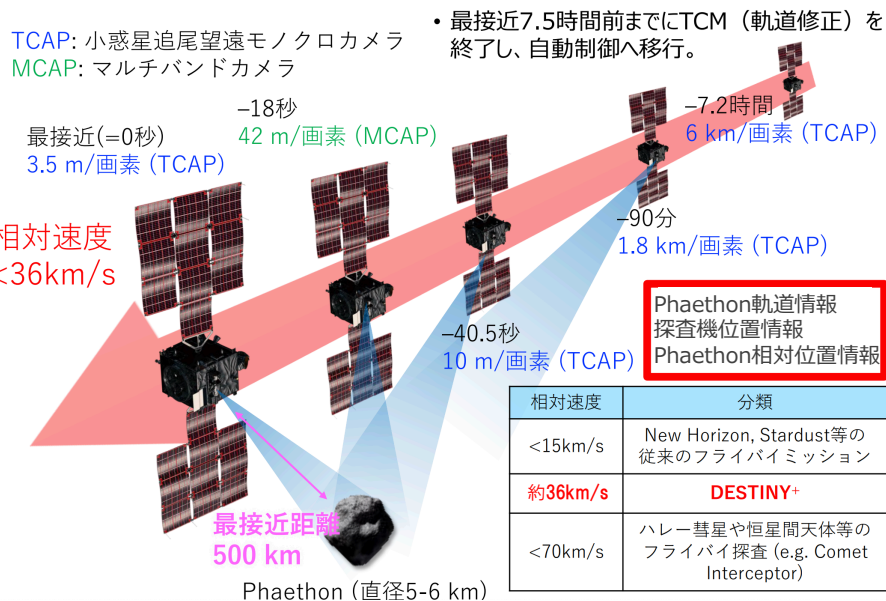 • 最接近7.5時間前までにTCM（軌道修正）を
終了し、自動制御へ移行。
TCAP: 小惑星追尾望遠モノクロカメラ
MCAP: マルチバンドカメラ
–18秒
42 m/画素 (MCAP)
最接近(=0秒)
3.5 m/画素 (TCAP)
–7.2時間
6 km/画素 (TCAP)
相対速度
<36km/s
–90分
1.8 km/画素 (TCAP)
–40.5秒
10 m/画素 (TCAP)
Phaethon軌道情報
探査機位置情報
Phaethon相対位置情報
相対速度 分類
<15km/s New Horizon, Stardust等の
従来のフライバイミッション
約36km/s DESTINY+
<70km/s ハレー彗星や恒星間天体等の
フライバイ探査 (e.g. Comet
Interceptor)
最接近距離
500 km
Phaethon (直径5-6 km)